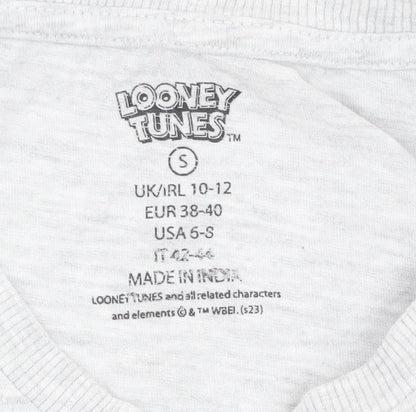 LOONEY
TUNES™
S
UK/IRL 10-12
EUR 38-40
USA 6-8
IT 42-44
MADE IN INDIA
LOONEY TUNES and all related characters
and elements © & ™ WBEI. (s23)